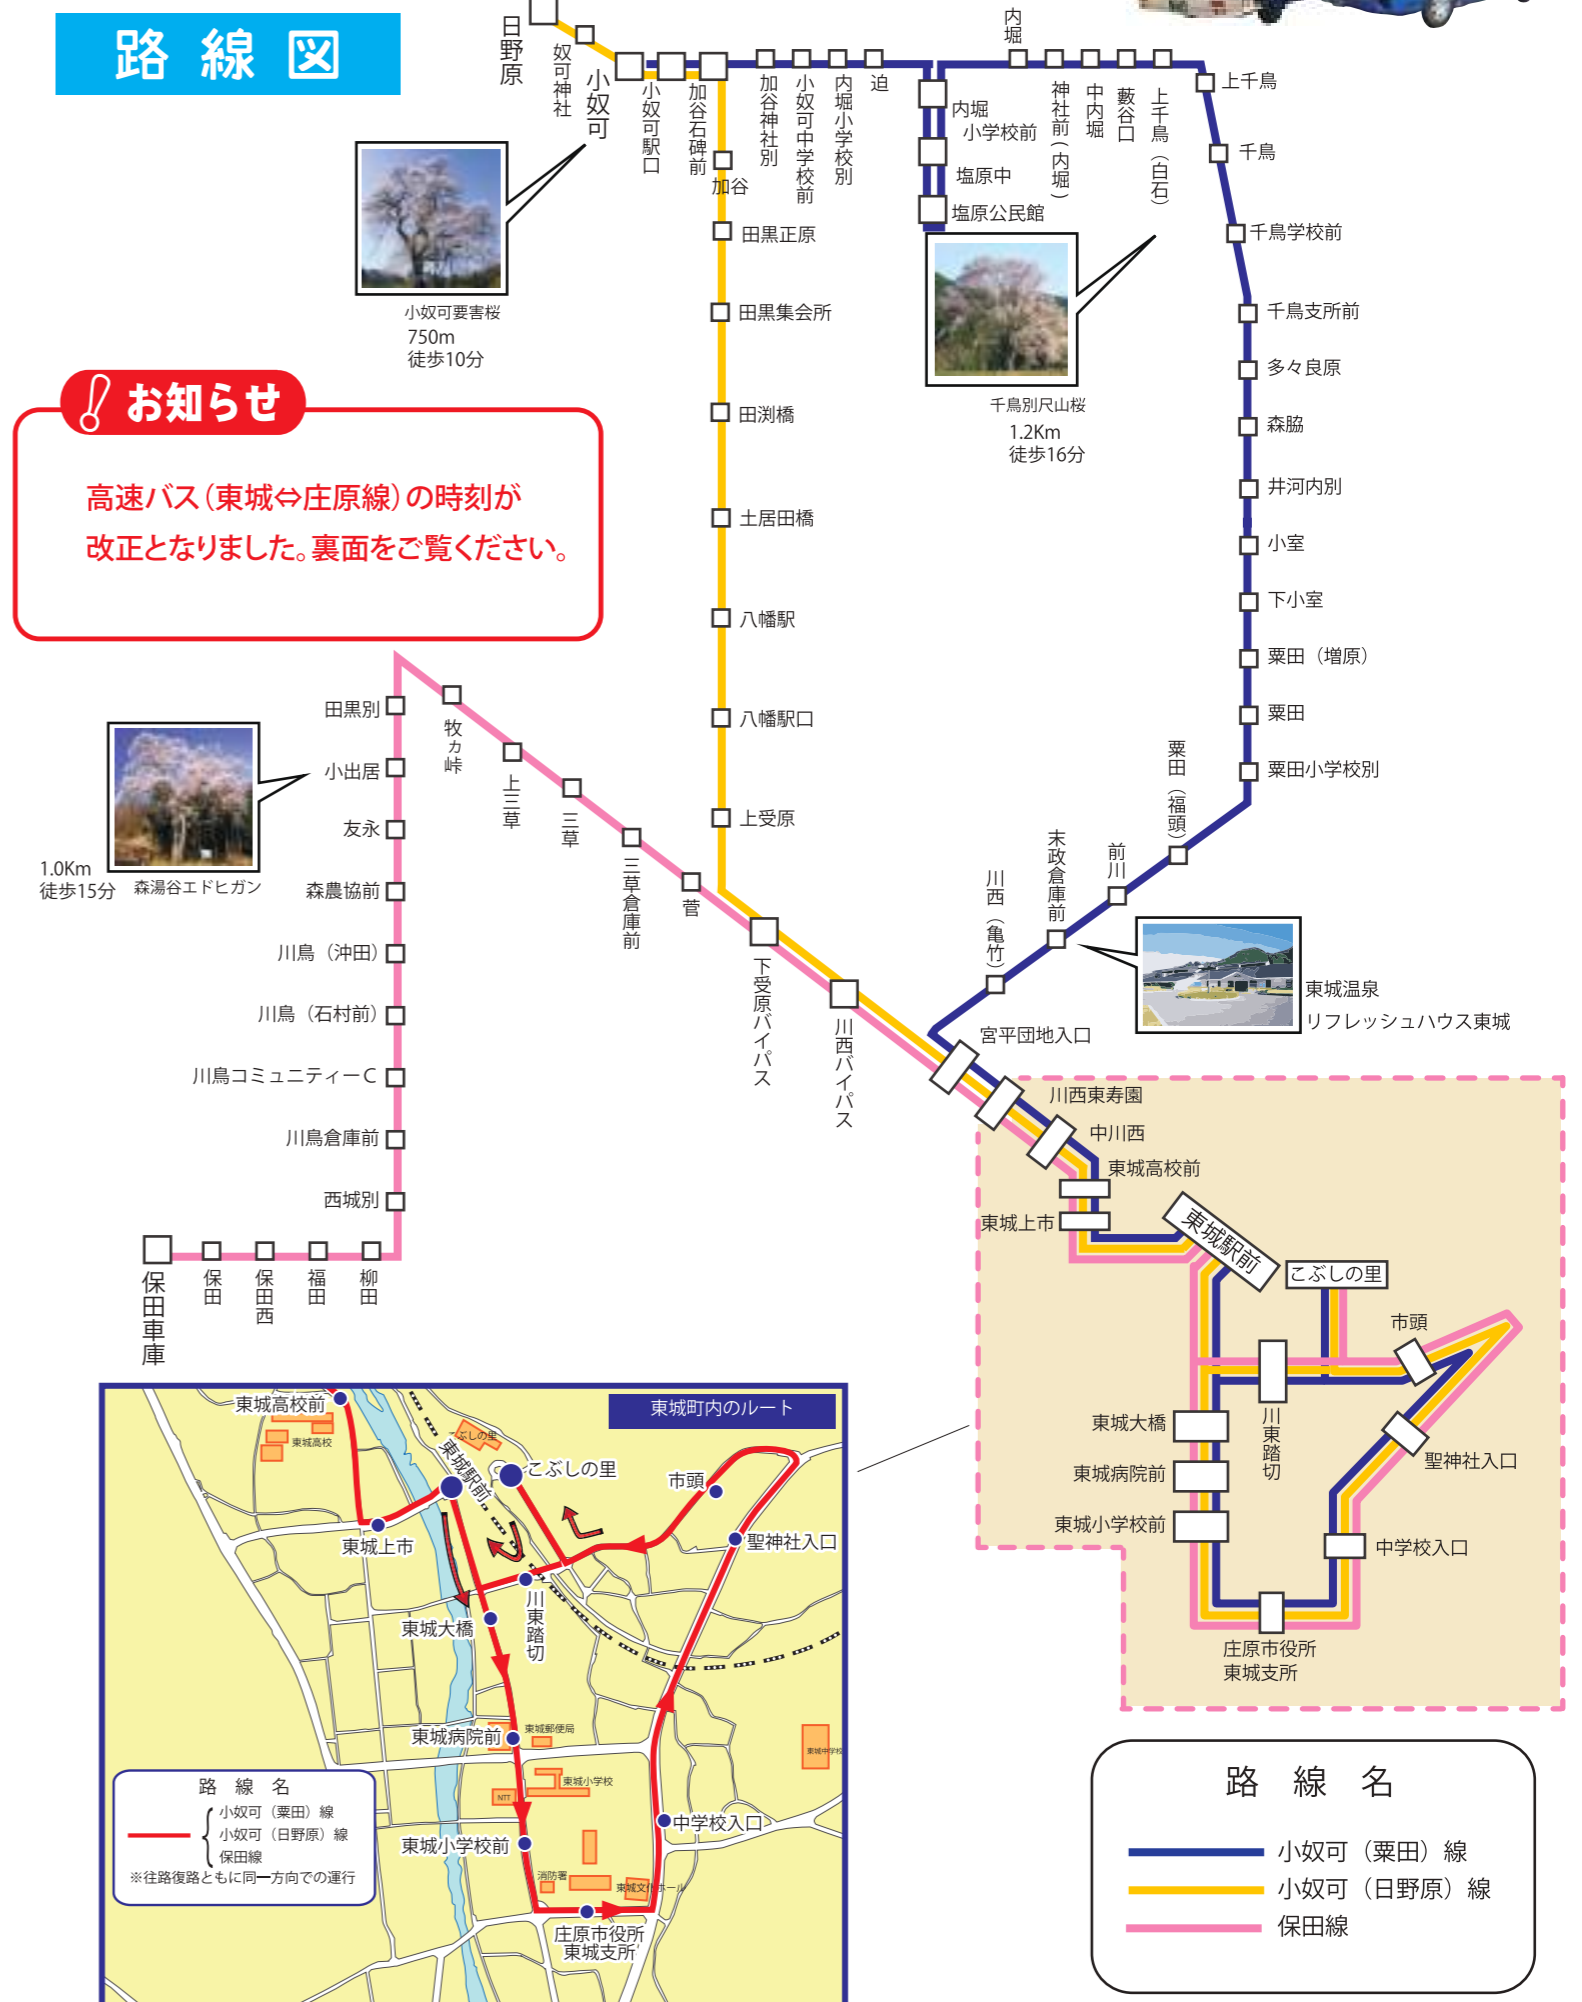 路線図
日野原
奴可神社
小奴可
小奴可駅口
加谷石碑前
加谷神社別
小奴可中学校前
内堀小学校別
迫
内堀
小学校前
塩原中
塩原公民館
内堀
神社前(内堀)
中内堀
藪谷口
上千鳥（白石）
上千鳥
千鳥
千鳥学校前
千鳥支所前
多々良原
森脇
井河内別
小室
下小室
粟田（増原）
粟田
粟田小学校別
粟田（福頭）
前川
末政倉庫前
川西（亀竹）
加谷
田黒正原
田黒集会所
田渕橋
土居田橋
八幡駅
八幡駅口
上受原
小奴可要害桜
750m
徒歩10分
千鳥別尺山桜
1.2Km
徒歩16分
お知らせ
高速バス（東城⇔庄原線）の時刻が
改正となりました。裏面をご覧ください。
田黒別
小出居
友永
森農協前
川鳥（沖田）
川鳥（石村前）
川鳥コミュニティーC
川鳥倉庫前
西城別
1.0Km
徒歩15分
森湯谷エドヒガン
牧ヵ峠
上三草
三草
三草倉庫前
菅
下受原バイパス
川西バイパス
保田車庫
保田
保田西
福田
柳田
東城温泉
リフレッシュハウス東城
宮平団地入口
川西東寿園
中川西
東城高校前
東城上市
東城駅前
こぶしの里
市頭
川東踏切
東城大橋
東城病院前
東城小学校前
聖神社入口
中学校入口
庄原市役所
東城支所
東城町内のルート
東城高校前
東城高校
こぶしの里
東城駅前
こぶしの里
市頭
東城上市
聖神社入口
川東踏切
東城大橋
東城病院前
東城郵便局
東城中学校
東城小学校
NTT
中学校入口
東城小学校前
消防署
東城文化ホール
庄原市役所
東城支所
路線名
小奴可（粟田）線
小奴可（日野原）線
保田線
※往路復路ともに同一方向での運行
路線名
小奴可（粟田）線
小奴可（日野原）線
保田線